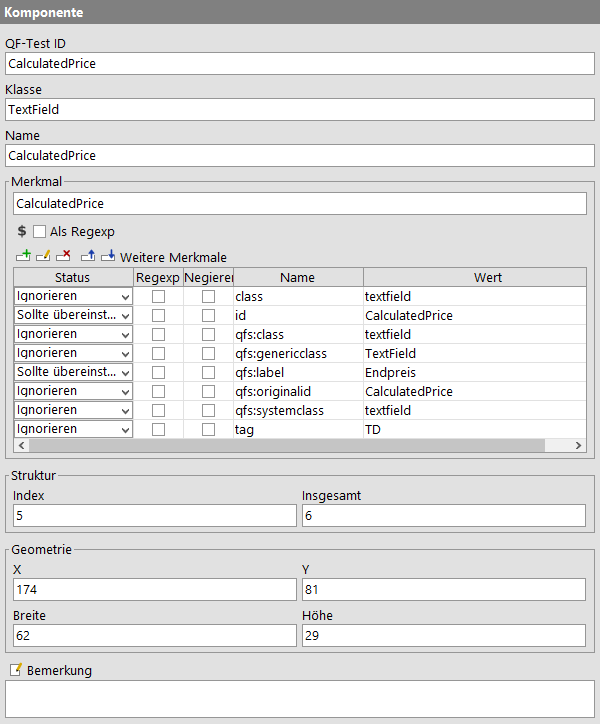 Komponente
QF-Test ID
CalculatedPrice
Klasse
TextField
Name
CalculatedPrice
Merkmal
CalculatedPrice
$ Als Regexp
Weitere Merkmale
Status Regexp Negieren Name Wert
Ignorieren class textfield
Sollte übereinst... id CalculatedPrice
Ignorieren qfs:class textfield
Ignorieren qfs:genericclass TextField
Sollte übereinst... qfs:label Endpreis
Ignorieren qfs:originalid CalculatedPrice
Ignorieren qfs:systemclass textfield
Ignorieren tag TD
Struktur
Index Insgesamt
5 6
Geometrie
X Y
174 81
Breite Höhe
62 29
Bemerkung